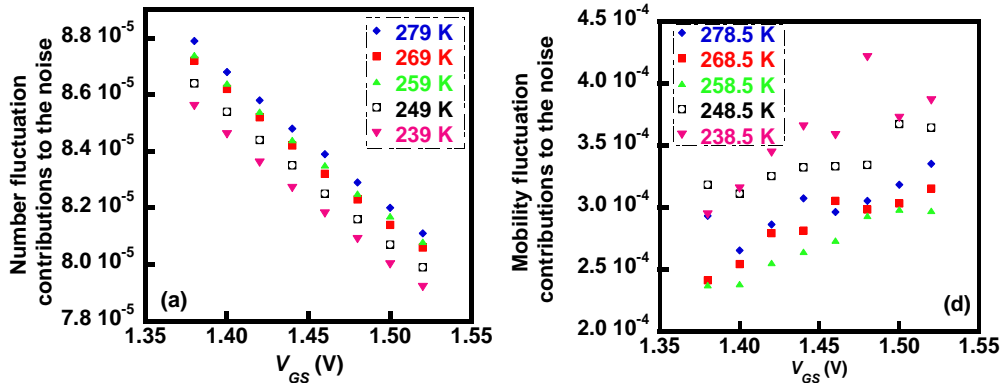 Number fluctuation
contributions to the noise
8.8 10-5
8.6 10-5
8.4 10-5
8.2 10-5
8.0 10-5
7.8 10-5
279 K
269 K
259 K
249 K
239 K
(a)
1.35 1.40 1.45 1.50 1.55
VGS (V)
Mobility fluctuation
contributions to the noise
4.5 10-4
4.0 10-4
3.5 10-4
3.0 10-4
2.5 10-4
2.0 10-4
278.5 K
268.5 K
258.5 K
248.5 K
238.5 K
(d)
1.35 1.40 1.45 1.50 1.55
VGS (V)